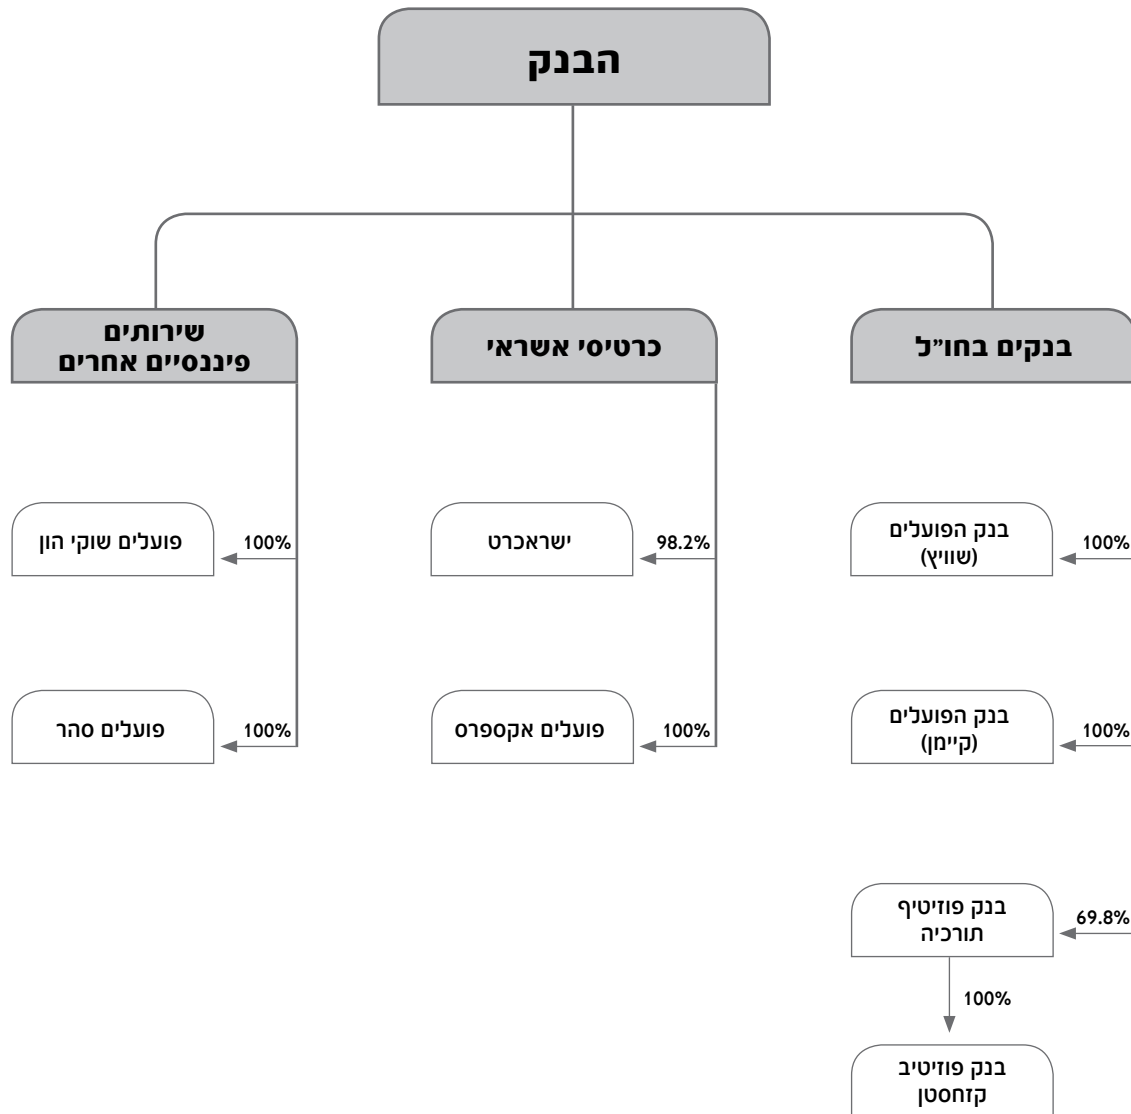 הבנק
בנקים בחו״ל
כרטיסי אשראי
שירותים
פיננסיים אחרים
100%
בנק הפועלים
(שוויץ)
98.2%
ישראכרט
100%
פועלים שוקי הון
100%
בנק הפועלים
(קיימן)
100%
פועלים אקספרס
100%
פועלים סהר
69.8%
בנק פוזיטיף
תורכיה
100%
בנק פוזיטיב
קזחסטן